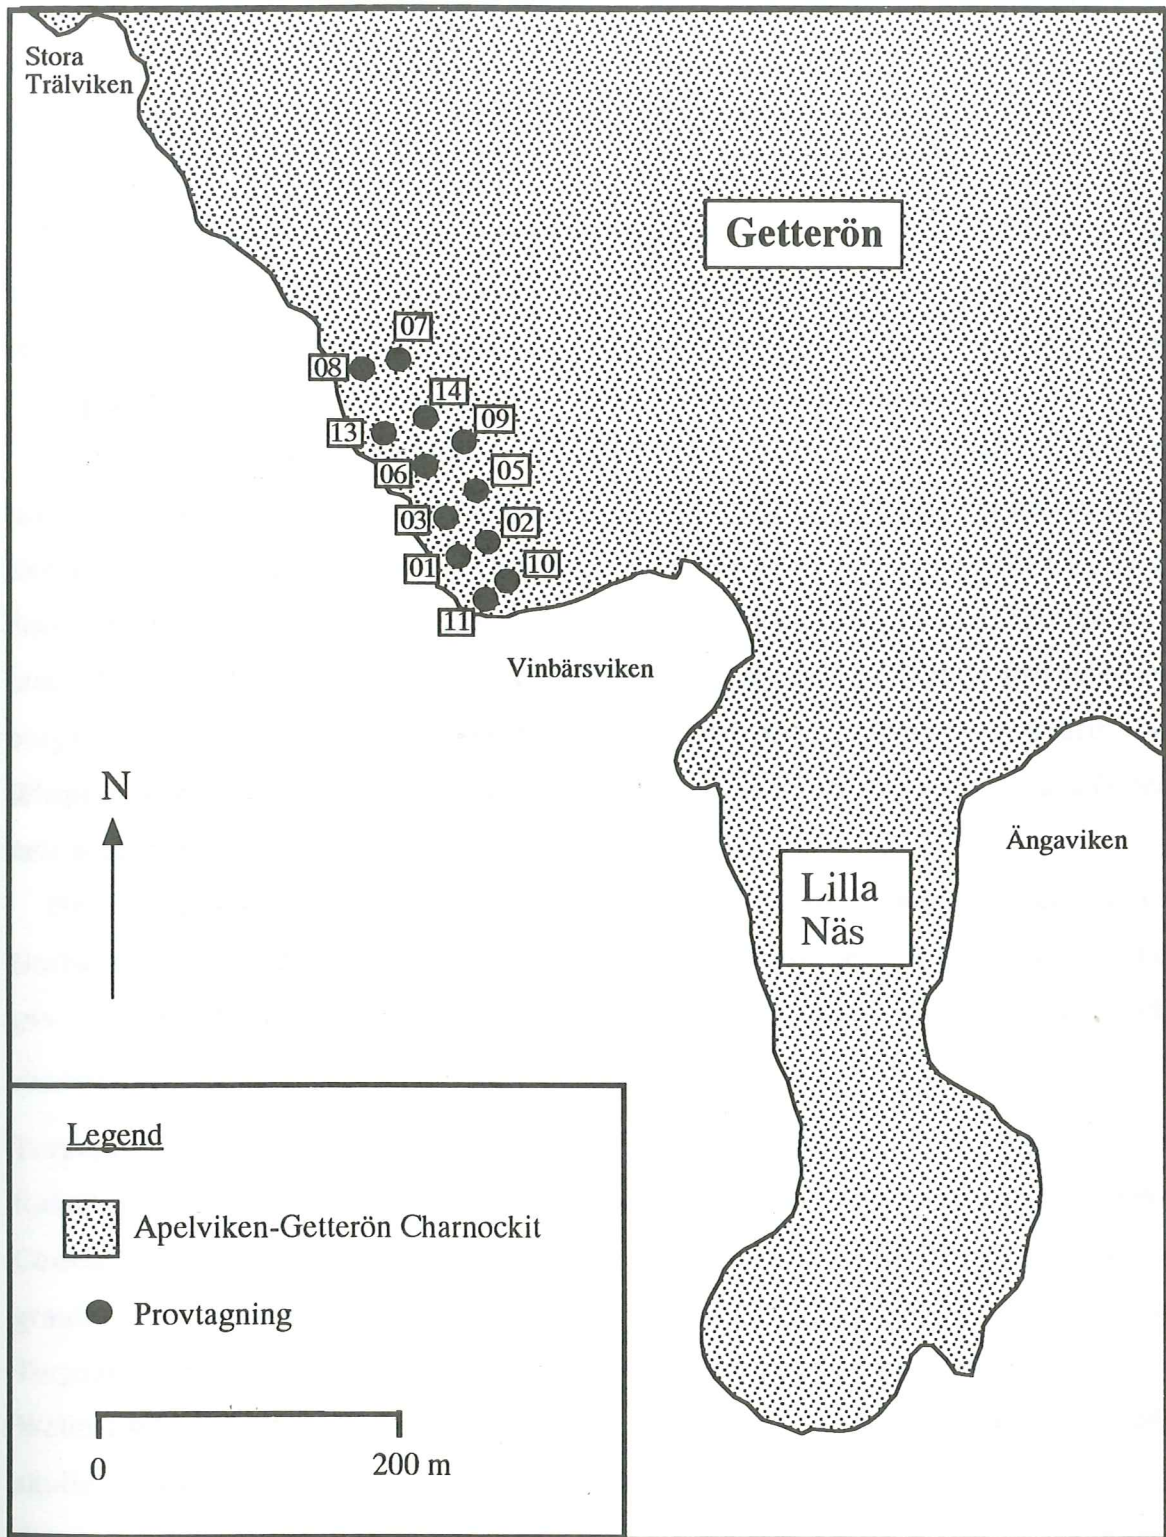 Stora
Trälviken
Getterön
07
08
14
09
13
06
05
03
02
01
10
11
Vinbärsviken
N
Ängaviken
Lilla
Näs
Legend
Apelviken-Getterön Charnockit
Provtagning
0
200 m